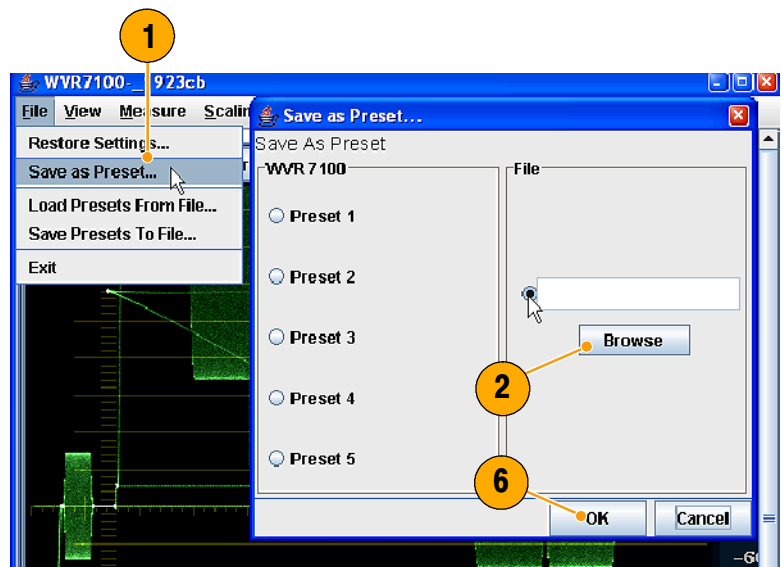 1
WVR7100-_ 923cb
File View Measure Scalin
Restore Settings...
Save as Preset...
Load Presets From File...
Save Presets To File...
Exit
Save as Preset...
Save As Preset
WVR 7100
Preset 1
Preset 2
Preset 3
Preset 4
Preset 5
File
Browse
2
6
OK
Cancel
-60